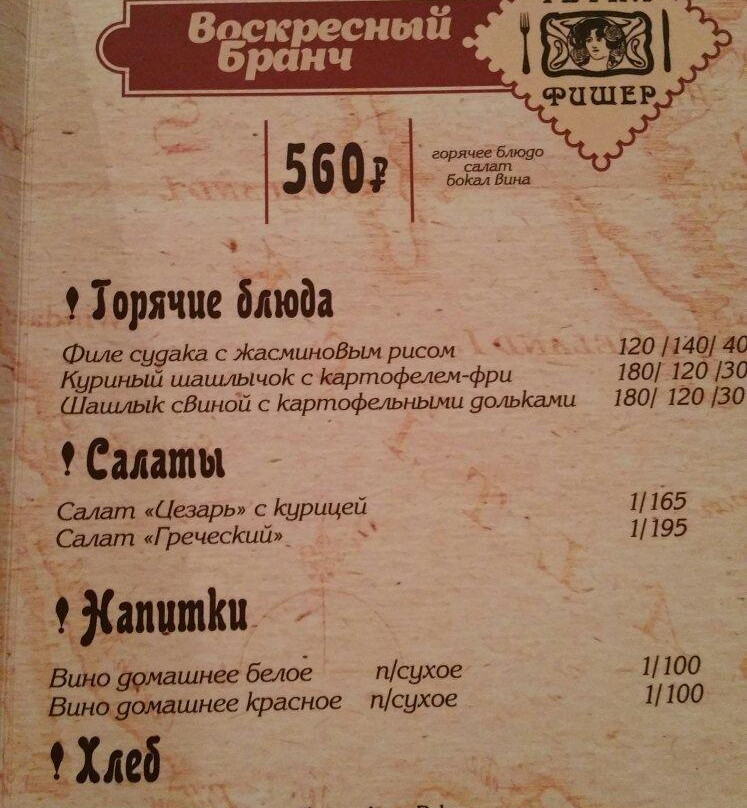 Воскресный
Бранч
ФИШЕР
560₽
горячее блюдо
салат
бокал вина
Горячие блюда
Филе судака с жасминовым рисом 120 /140/ 40
Куриный шашлычок с картофелем-фри 180/ 120 /30
Шашлык свиной с картофельными дольками 180/ 120 /30
Салаты
Салат «Цезарь» с курицей 1/165
Салат «Греческий» 1/195
Напитки
Вино домашнее белое п/сухое 1/100
Вино домашнее красное п/сухое 1/100
Хлеб